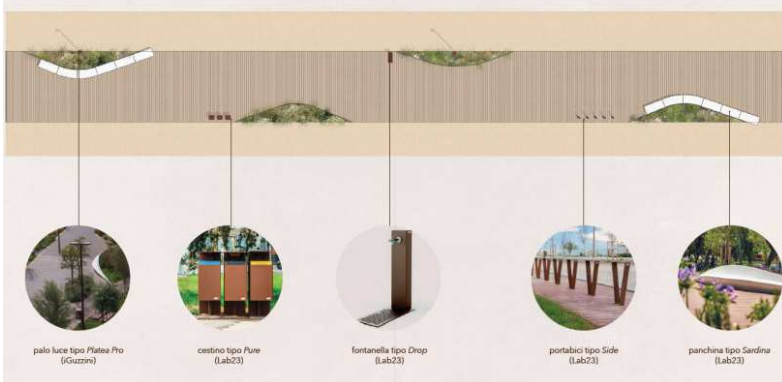 palo luce tipo Platea Pro
(iGuzzini)
cestino tipo Pure
(Lab23)
fontanella tipo Drop
(Lab23)
portabici tipo Side
(Lab23)
panchina tipo Sardina
(Lab23)